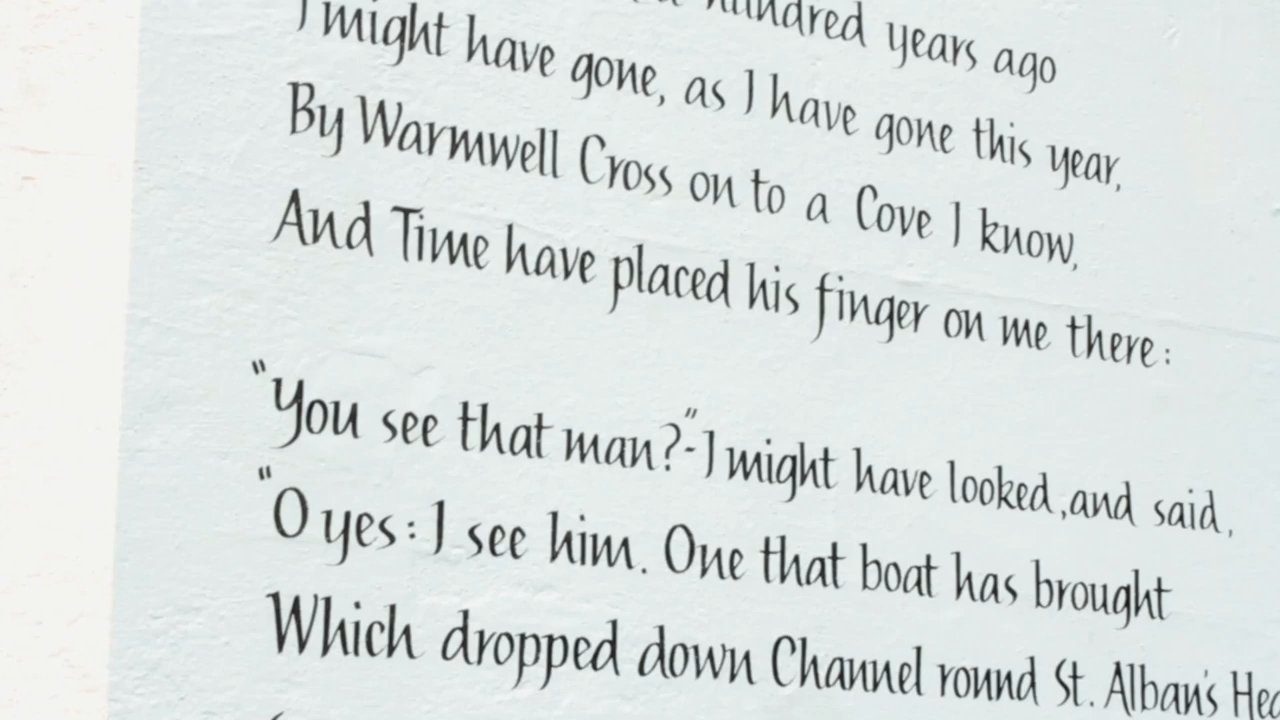 hundred years ago
I might have gone, as I have gone this year,
By Warmwell Cross on to a Cove I know,
And Time have placed his finger on me there:
"You see that man?"-I might have looked, and said,
"O yes: I see him. One that boat has brought
Which dropped down Channel round St. Alban's